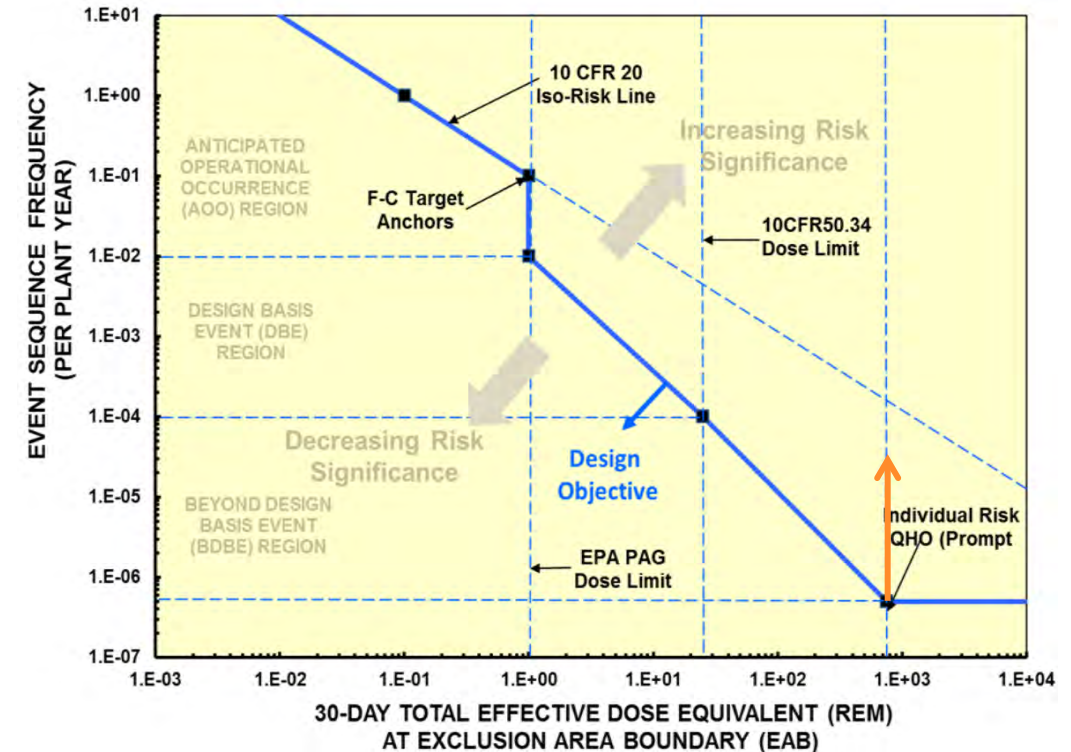 EVENT SEQUENCE FREQUENCY
(PER PLANT YEAR)
1.E+01
1.E+00
1.E-01
1.E-02
1.E-03
1.E-04
1.E-05
1.E-06
1.E-07
10 CFR 20
Iso-Risk Line
Increasing Risk
Significance
ANTICIPATED
OPERATIONAL
OCCURRENCE
(AOO) REGION
F-C Target
Anchors
10CFR50.34
Dose Limit
DESIGN BASIS
EVENT (DBE)
REGION
Decreasing Risk
Significance
Design
Objective
BEYOND DESIGN
BASIS EVENT
(BDBE) REGION
Individual Risk
QHO (Prompt
EPA PAG
Dose Limit
1.E-03 1.E-02 1.E-01 1.E+00 1.E+01 1.E+02 1.E+03 1.E+04
30-DAY TOTAL EFFECTIVE DOSE EQUIVALENT (REM)
AT EXCLUSION AREA BOUNDARY (EAB)